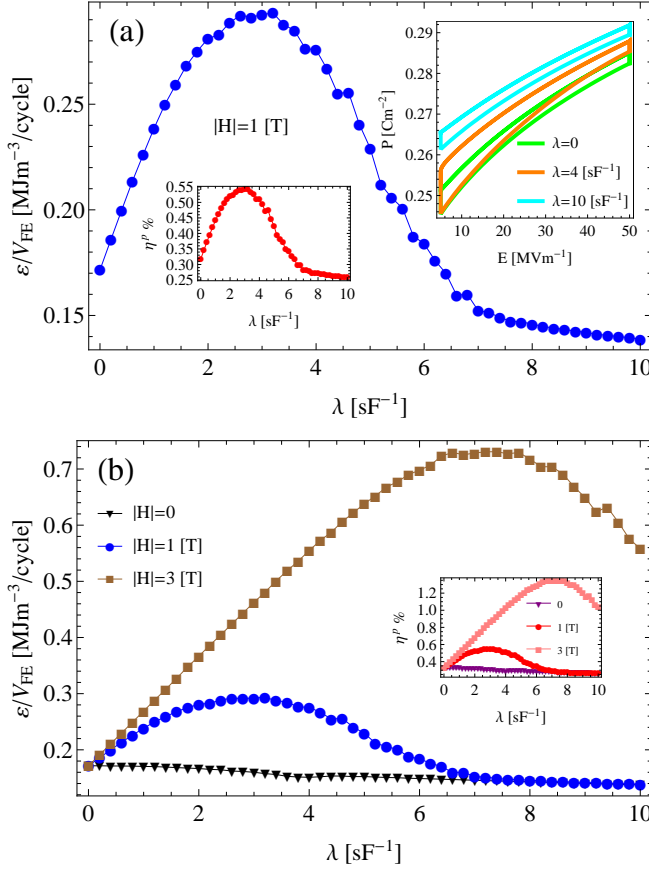 (a)
ε/V_FE [MJm⁻³/cycle]
0.30
0.25
0.20
0.15
|H|=1 [T]
0 2 4 6 8 10
λ [sF⁻¹]
η^p %
0.55
0.50
0.45
0.40
0.35
0.30
0.25
0 2 4 6 8 10
λ [sF⁻¹]
P [Cm⁻²]
0.29
0.28
0.27
0.26
0.25
λ=0
λ=4 [sF⁻¹]
λ=10 [sF⁻¹]
10 20 30 40 50
E [MVm⁻¹]
(b)
ε/V_FE [MJm⁻³/cycle]
0.7
0.6
0.5
0.4
0.3
0.2
|H|=0
|H|=1 [T]
|H|=3 [T]
0 2 4 6 8 10
λ [sF⁻¹]
η^p %
1.2
1.0
0.8
0.6
0.4
0
1 [T]
3 [T]
0 2 4 6 8 10
λ [sF⁻¹]